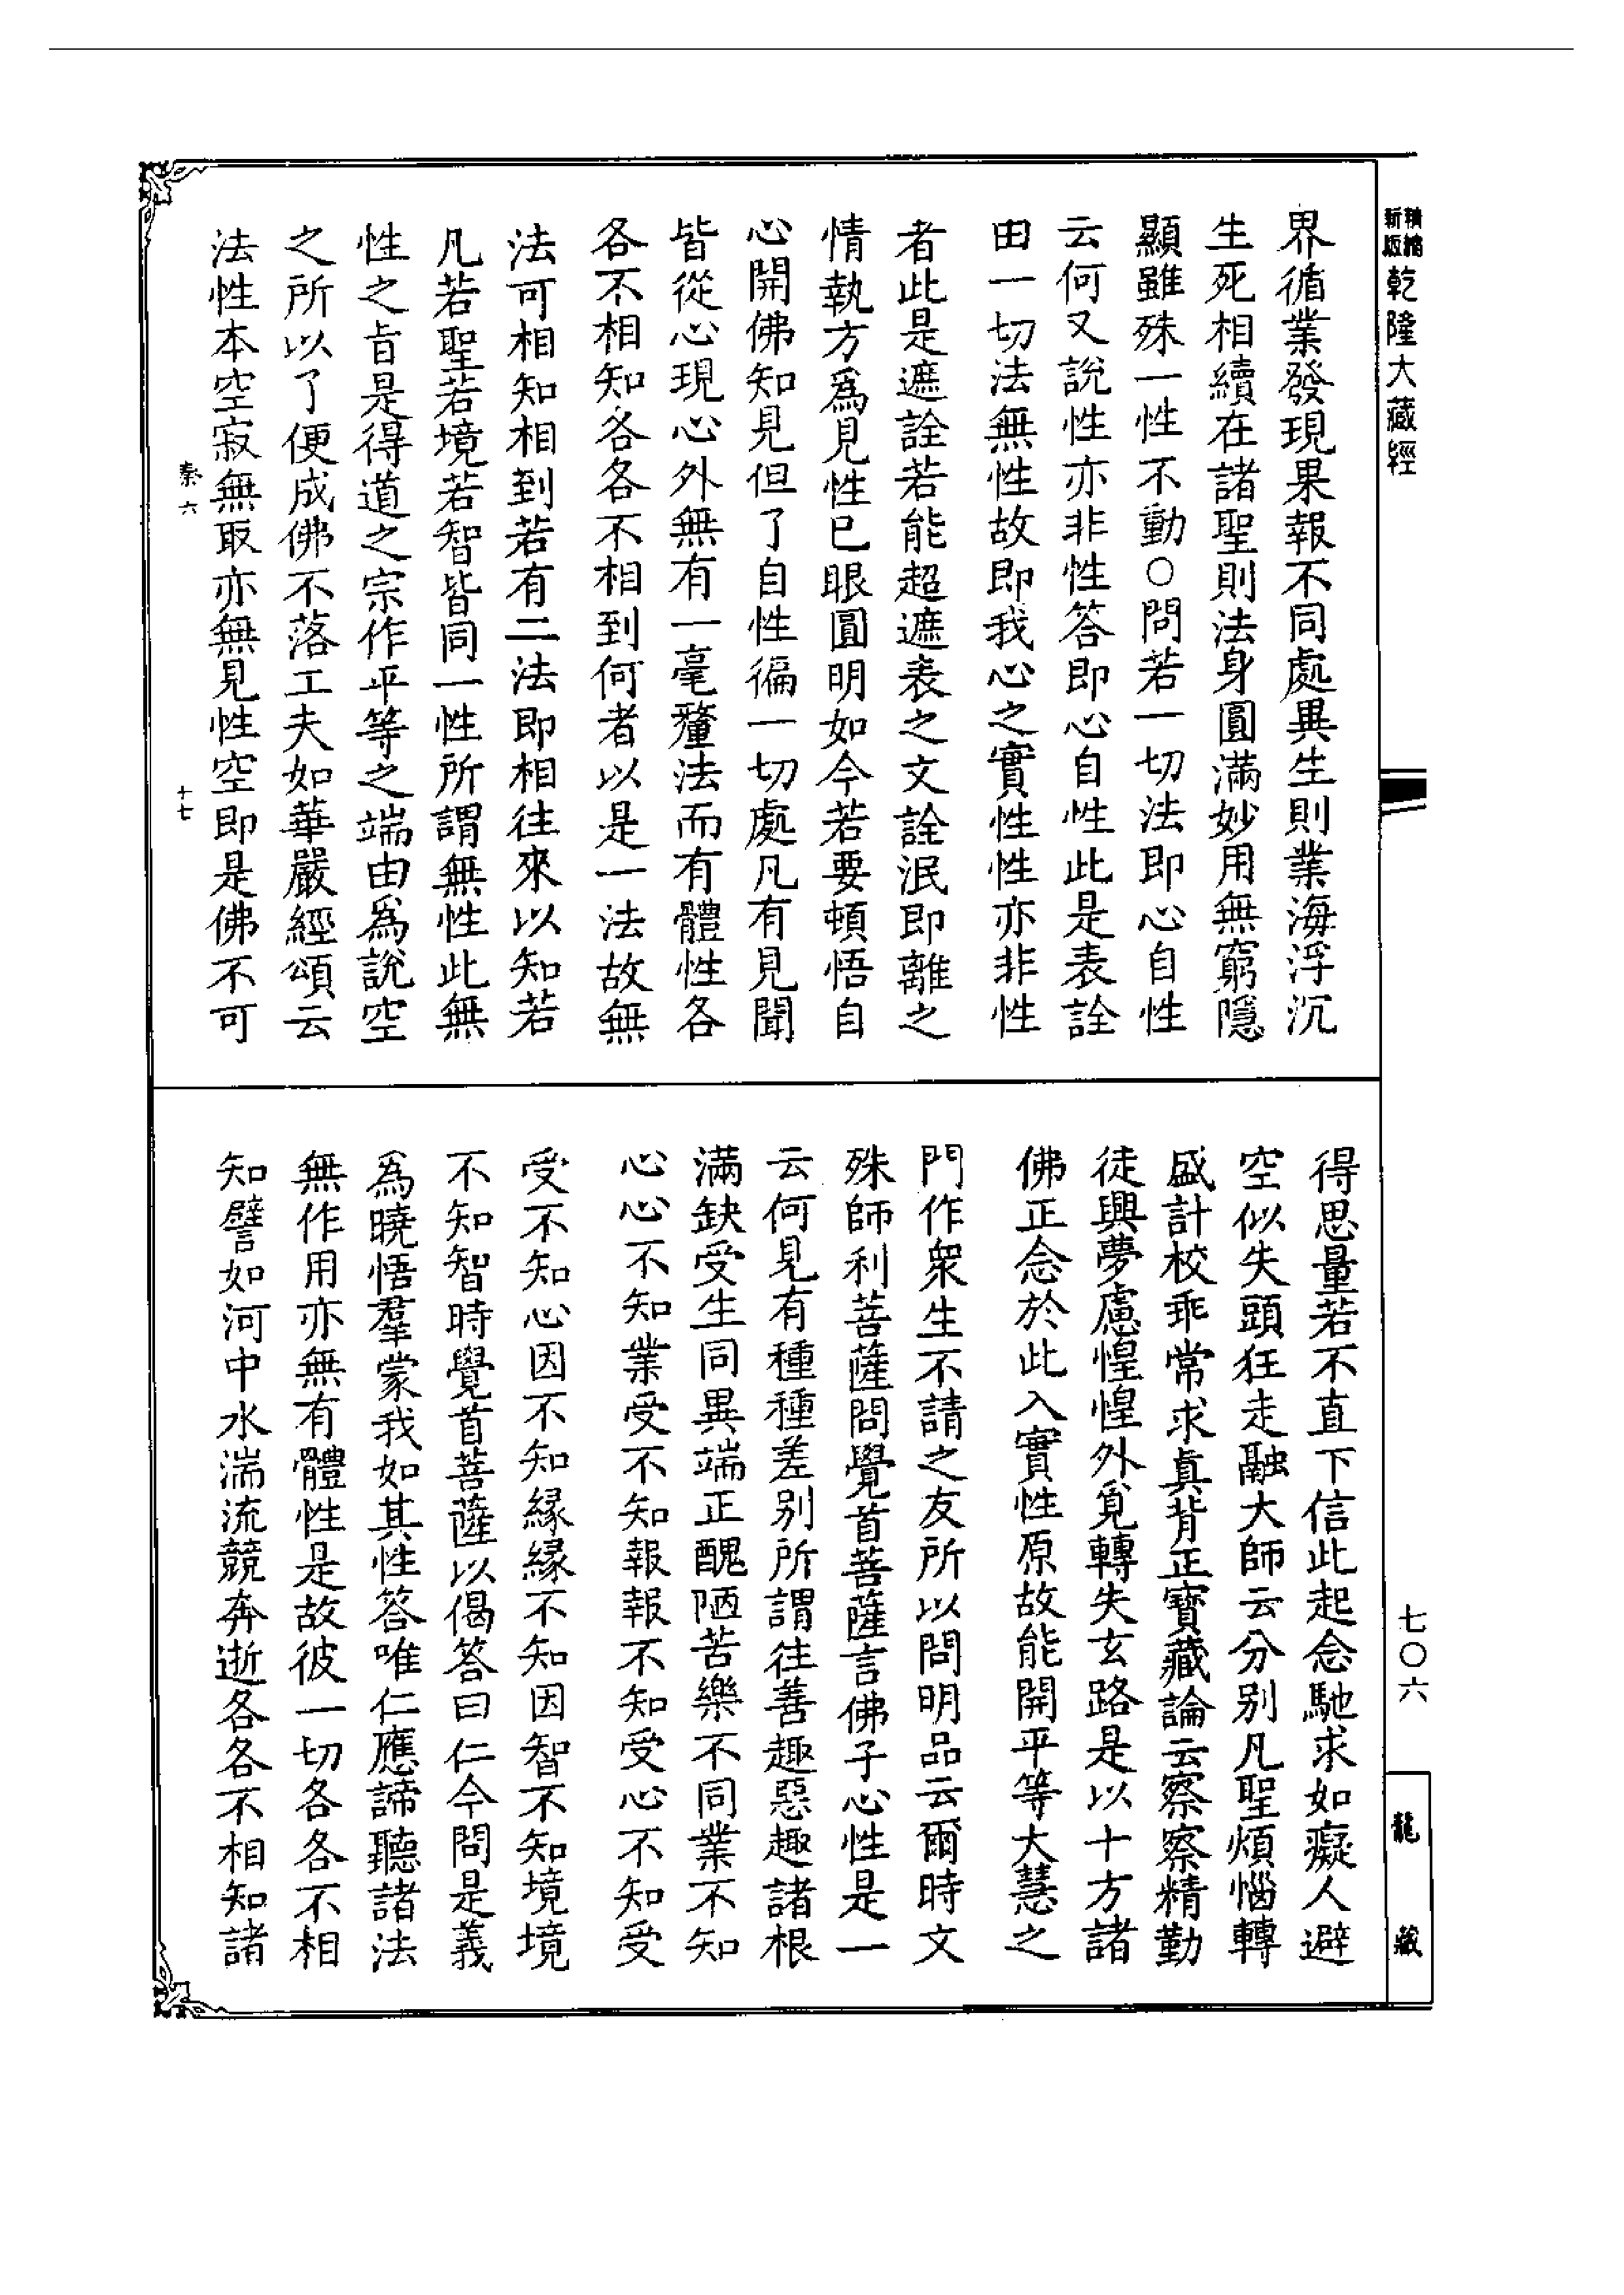 精縮
新版
乾隆大藏經
界循業發現果報不同處異生則業海浮沉
生死相續在諸聖則法身圓滿妙用無窮隱
顯雖殊一性不動○問若一切法即心自性
云何又說性亦非性答即心自性此是表詮
由一切法無性故即我心之實性性亦非性
者此是遮詮若能超遮表之文詮泯即離之
情執方爲見性已眼圓明如今若要頓悟自
心開佛知見但了自性徧一切處凡有見聞
皆從心現心外無有一毫釐法而有體性各
各不相知各各不相到何者以是一法故無
法可相知相到若有二法即相往來以知若
凡若聖若境若智皆同一性所謂無性此無
性之旨是得道之宗作平等之端由爲說空
之所以了便成佛不落工夫如華嚴經頌云
法性本空寂無取亦無見性空即是佛不可
秦六
十七
得思量若不直下信此起念馳求如癡人避
空似失頭狂走融大師云分別凡聖煩惱轉
盛計校乖常求真背正寶藏論云察察精勤
徒興夢慮惶惶外覓轉失玄路是以十方諸
佛正念於此入實性原故能開平等大慧之
門作衆生不請之友所以問明品云爾時文
殊師利菩薩問覺首菩薩言佛子心性是一
云何見有種種差別所謂往善趣惡趣諸根
滿缺受生同異端正醜陋苦樂不同業不知
心心不知業受不知報報不知受心不知受
受不知心因不知緣緣不知因智不知境境
不知智時覺首菩薩以偈答曰仁今問是義
爲曉悟羣蒙我如其性答唯仁應諦聽諸法
無作用亦無有體性是故彼一切各各不相
知譬如河中水湍流競奔逝各各不相知諸
七〇六
龍藏